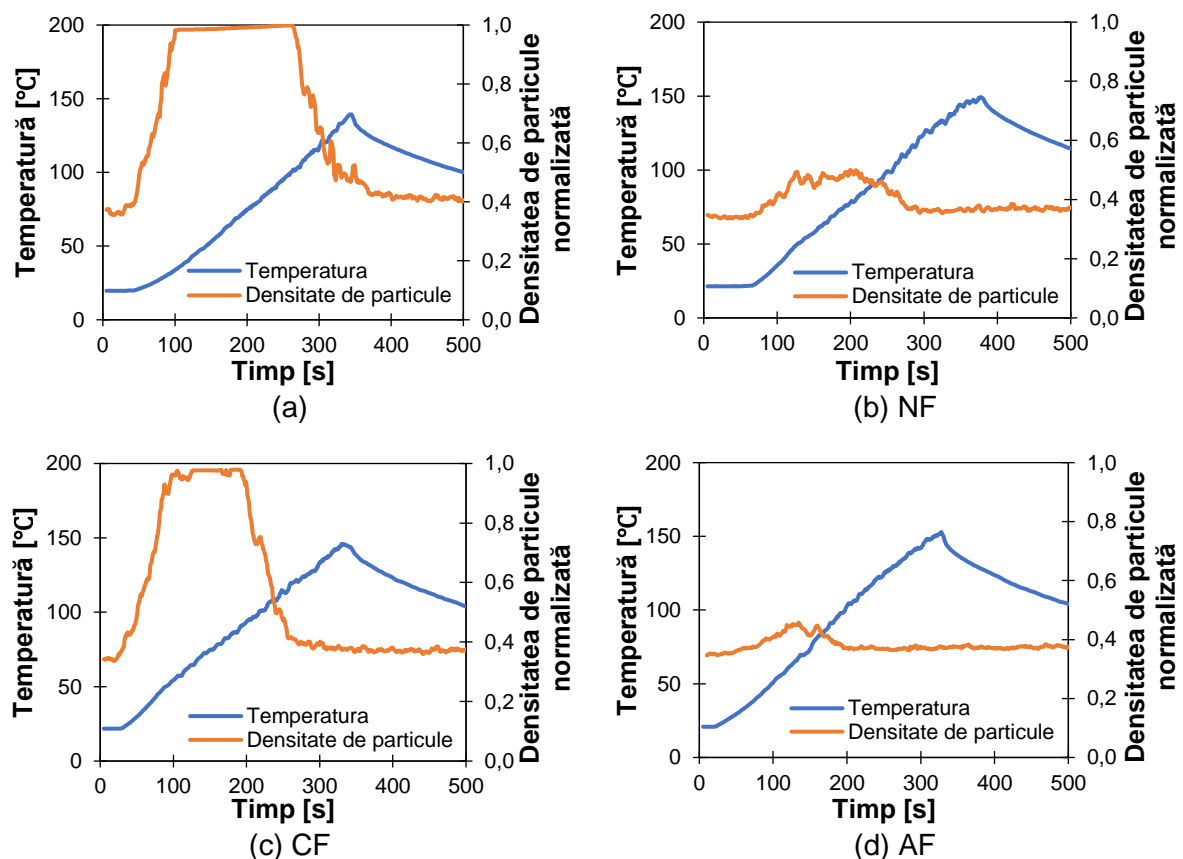 Temperatură [℃]
200
150
100
50
0
0 100 200 300 400 500
Timp [s]
1,0
0,8
0,6
0,4
0,2
0,0
Densitatea de particule
normalizată
Temperatura
Densitate de particule
(a)
Temperatură [℃]
200
150
100
50
0
0 100 200 300 400 500
Timp [s]
1,0
0,8
0,6
0,4
0,2
0,0
Densitatea de particule
normalizată
Temperatura
Densitate de particule
(b) NF
Temperatură [℃]
200
150
100
50
0
0 100 200 300 400 500
Timp [s]
1,0
0,8
0,6
0,4
0,2
0,0
Densitatea de particule
normalizată
Temperatura
Densitate de particule
(c) CF
Temperatură [℃]
200
150
100
50
0
0 100 200 300 400 500
Timp [s]
1,0
0,8
0,6
0,4
0,2
0,0
Densitatea de particule
normalizată
Temperatura
Densitate de particule
(d) AF